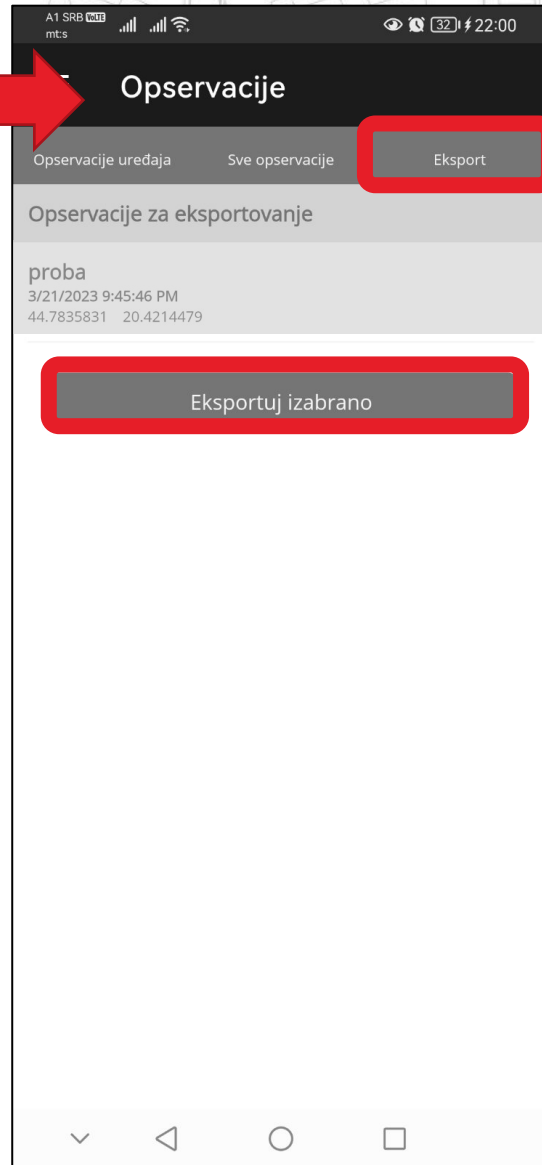 A1 SRB VoLTE
mt:s
32 22:00
Opservacije
Opservacije uređaja Sve opservacije Eksport
Opservacije za eksportovanje
proba
3/21/2023 9:45:46 PM
44.7835831 20.4214479
Eksportuj izabrano